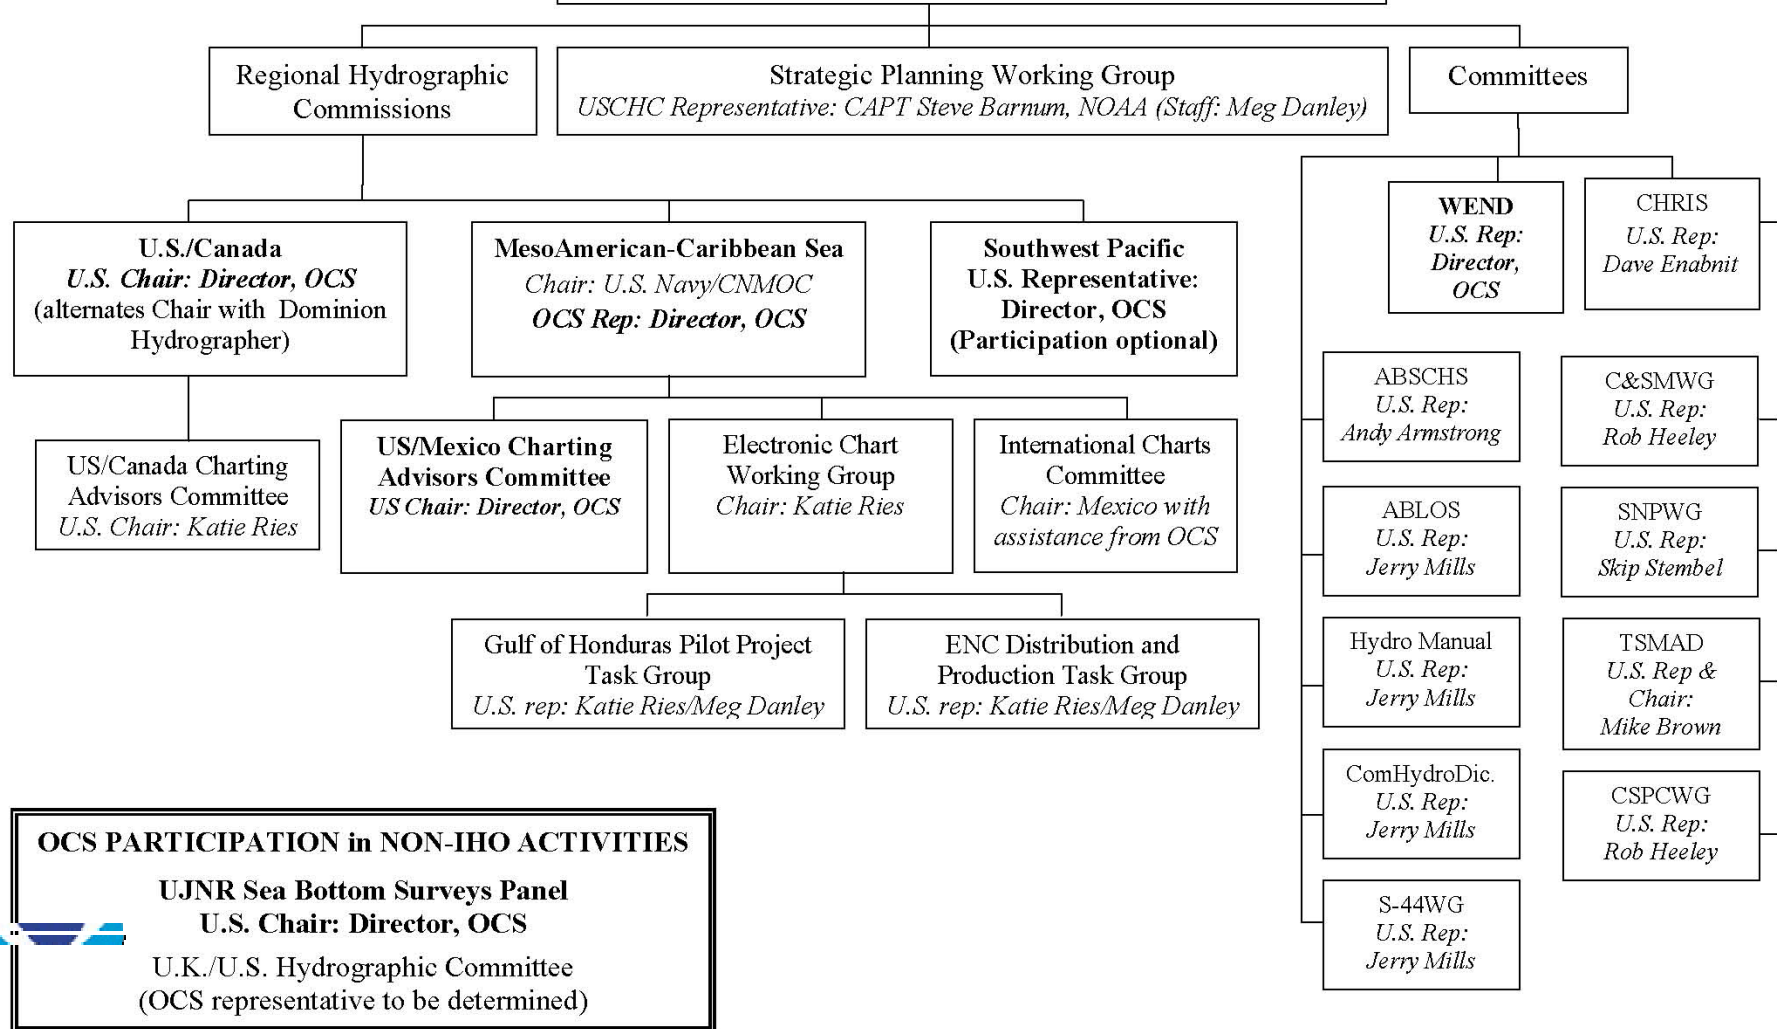 Regional Hydrographic
Commissions
Strategic Planning Working Group
USCHC Representative: CAPT Steve Barnum, NOAA (Staff: Meg Danley)
Committees
U.S./Canada
U.S. Chair: Director, OCS
(alternates Chair with Dominion
Hydrographer)
MesoAmerican-Caribbean Sea
Chair: U.S. Navy/CNMOC
OCS Rep: Director, OCS
Southwest Pacific
U.S. Representative:
Director, OCS
(Participation optional)
WEND
U.S. Rep:
Director,
OCS
CHRIS
U.S. Rep:
Dave Enabnit
US/Canada Charting
Advisors Committee
U.S. Chair: Katie Ries
US/Mexico Charting
Advisors Committee
US Chair: Director, OCS
Electronic Chart
Working Group
Chair: Katie Ries
International Charts
Committee
Chair: Mexico with
assistance from OCS
Gulf of Honduras Pilot Project
Task Group
U.S. rep: Katie Ries/Meg Danley
ENC Distribution and
Production Task Group
U.S. rep: Katie Ries/Meg Danley
ABSCHS
U.S. Rep:
Andy Armstrong
C&SMWG
U.S. Rep:
Rob Heeley
ABLOS
U.S. Rep:
Jerry Mills
SNPWG
U.S. Rep:
Skip Stembel
Hydro Manual
U.S. Rep:
Jerry Mills
TSMAD
U.S. Rep &
Chair:
Mike Brown
ComHydroDic.
U.S. Rep:
Jerry Mills
CSPCWG
U.S. Rep:
Rob Heeley
S-44WG
U.S. Rep:
Jerry Mills
OCS PARTICIPATION in NON-IHO ACTIVITIES
UJNR Sea Bottom Surveys Panel
U.S. Chair: Director, OCS
U.K./U.S. Hydrographic Committee
(OCS representative to be determined)